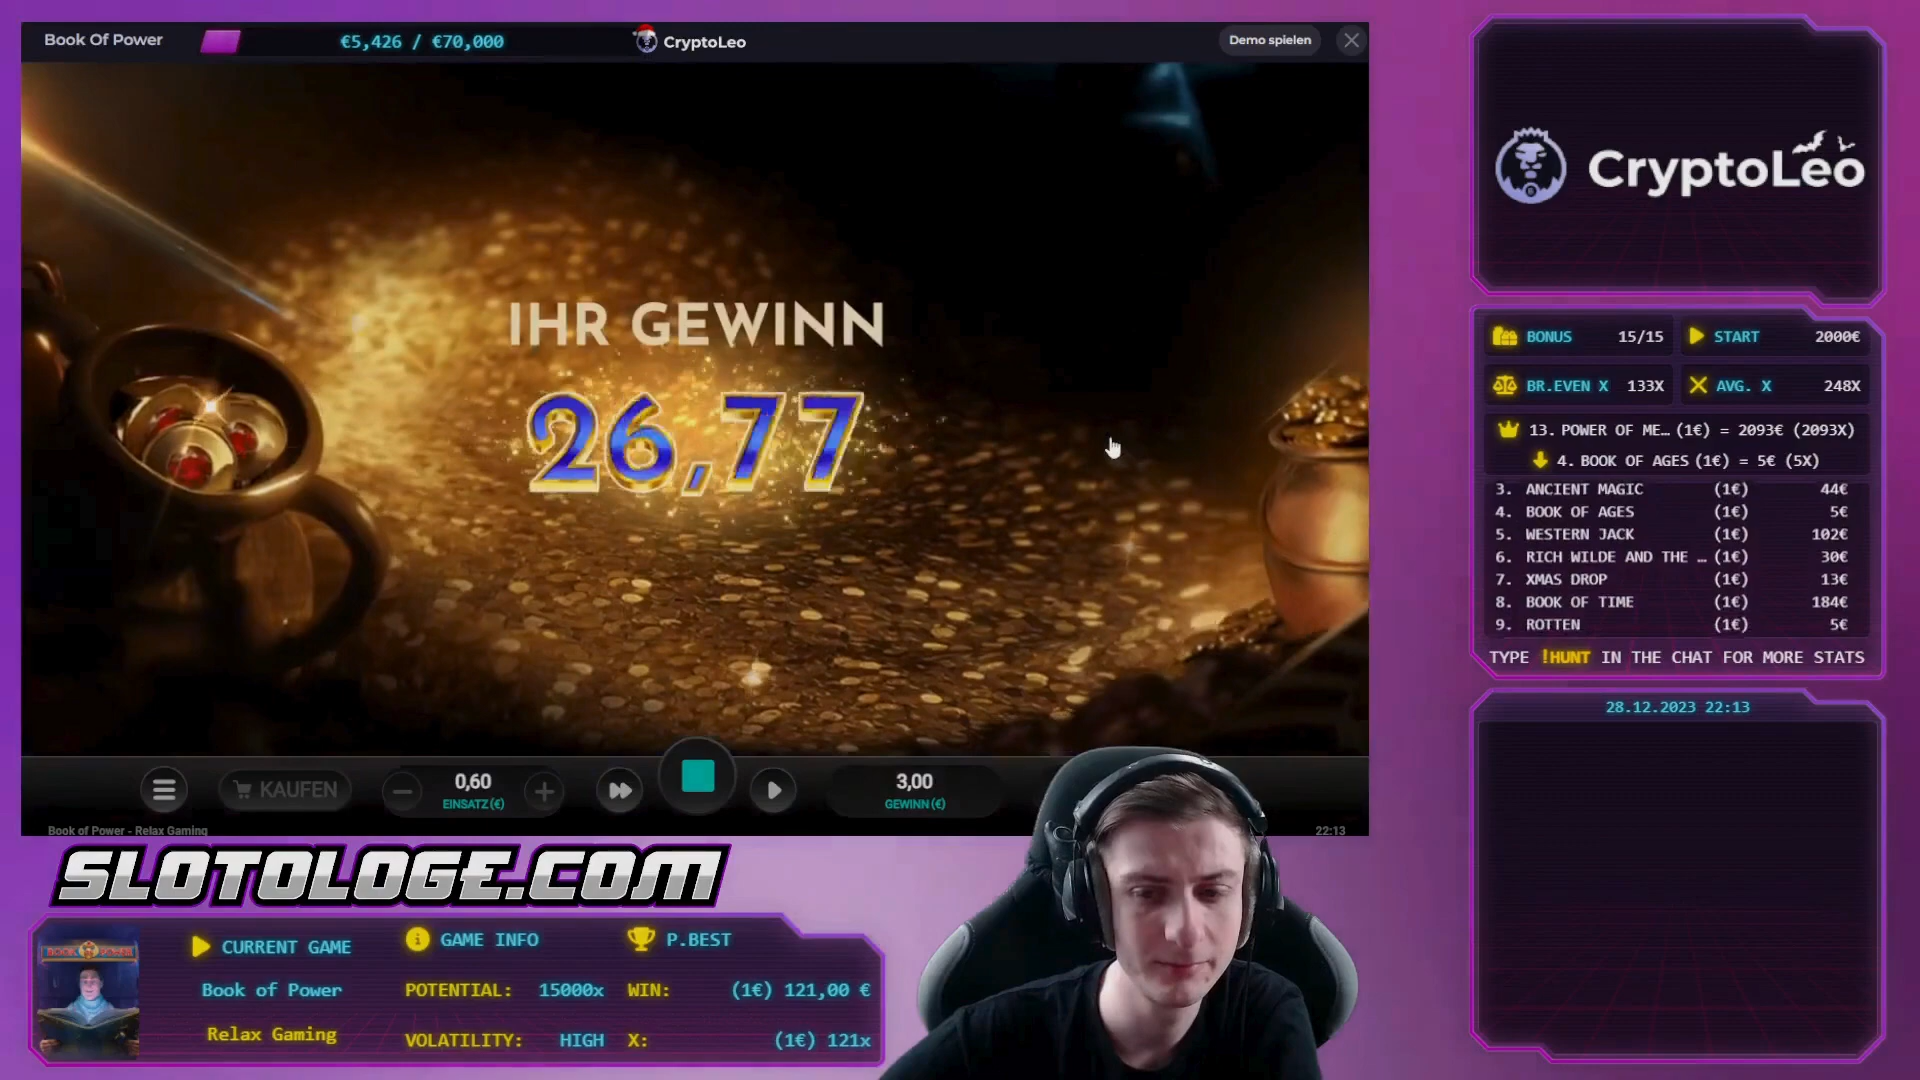 Book Of Power
€5,426 / €70,000
CryptoLeo
Demo spielen
IHR GEWINN
26,77
KAUFEN
0,60
EINSATZ(€)
3,00
GEWINN(€)
Book of Power - Relax Gaming
22:13
SLOTOLOGE.COM
CURRENT GAME
Book of Power
Relax Gaming
GAME INFO
POTENTIAL: 15000x
VOLATILITY: HIGH
P.BEST
WIN: (1€) 121,00 €
X: (1€) 121x
BOOK OF POWER
CryptoLeo
BONUS 15/15
START 2000€
BR.EVEN X 133X
AVG. X 248X
13. POWER OF ME… (1€) = 2093€ (2093X)
4. BOOK OF AGES (1€) = 5€ (5X)
3. ANCIENT MAGIC (1€) 44€
4. BOOK OF AGES (1€) 5€
5. WESTERN JACK (1€) 102€
6. RICH WILDE AND THE … (1€) 30€
7. XMAS DROP (1€) 13€
8. BOOK OF TIME (1€) 184€
9. ROTTEN (1€) 5€
TYPE !HUNT IN THE CHAT FOR MORE STATS
28.12.2023 22:13